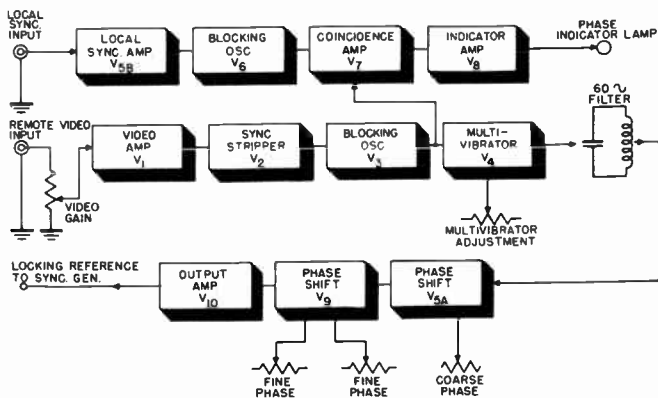 LOCAL
SYNC.
INPUT
LOCAL
SYNC. AMP
V5B
BLOCKING
OSC
V6
COINCIDENCE
AMP
V7
INDICATOR
AMP
V8
PHASE
INDICATOR LAMP
REMOTE VIDEO
INPUT
VIDEO
GAIN
VIDEO
AMP
V1
SYNC
STRIPPER
V2
BLOCKING
OSC
V3
MULTI-
VIBRATOR
V4
MULTIVIBRATOR
ADJUSTMENT
60 ~
FILTER
LOCKING REFERENCE
TO SYNC. GEN.
OUTPUT
AMP
V10
PHASE
SHIFT
V9
PHASE
SHIFT
V5A
FINE
PHASE
FINE
PHASE
COARSE
PHASE